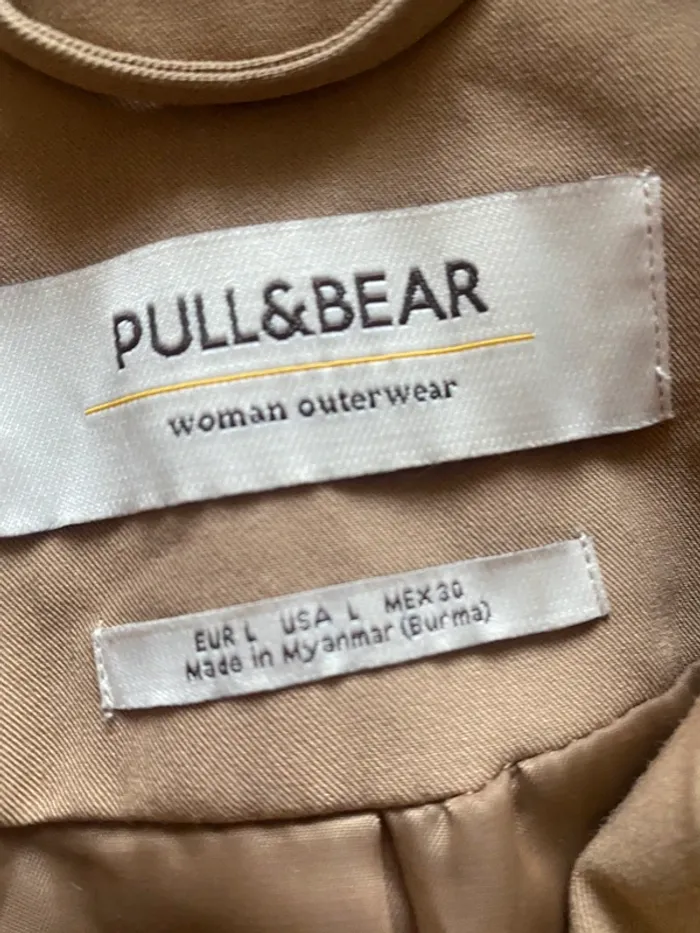 PULL&BEAR
woman outerwear
EUR L USA L MEX 30
Made in Myanmar (Burma)